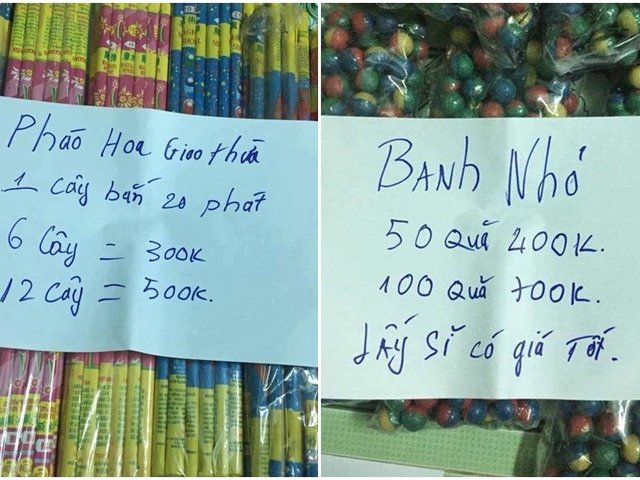 Pháo Hoa Giao thừa
1 cây bắn 20 phát
6 Cây = 300K
12 cây = 500K.
BANH NHỎ
50 QUả 400K.
100 QUả 700K.
LẤY SỈ có giá TỐT.